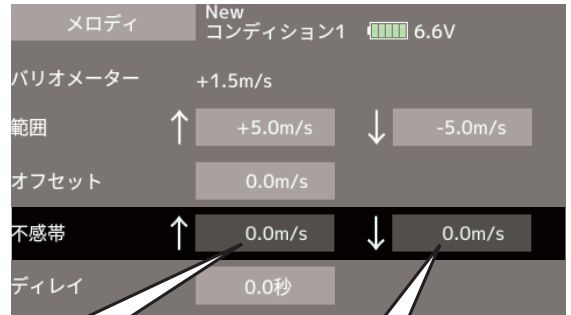 メロディ
New
コンディション1 6.6V
バリオメーター +1.5m/s
範囲 ↑ +5.0m/s ↓ -5.0m/s
オフセット 0.0m/s
不感帯 ↑ 0.0m/s ↓ 0.0m/s
ディレイ 0.0秒